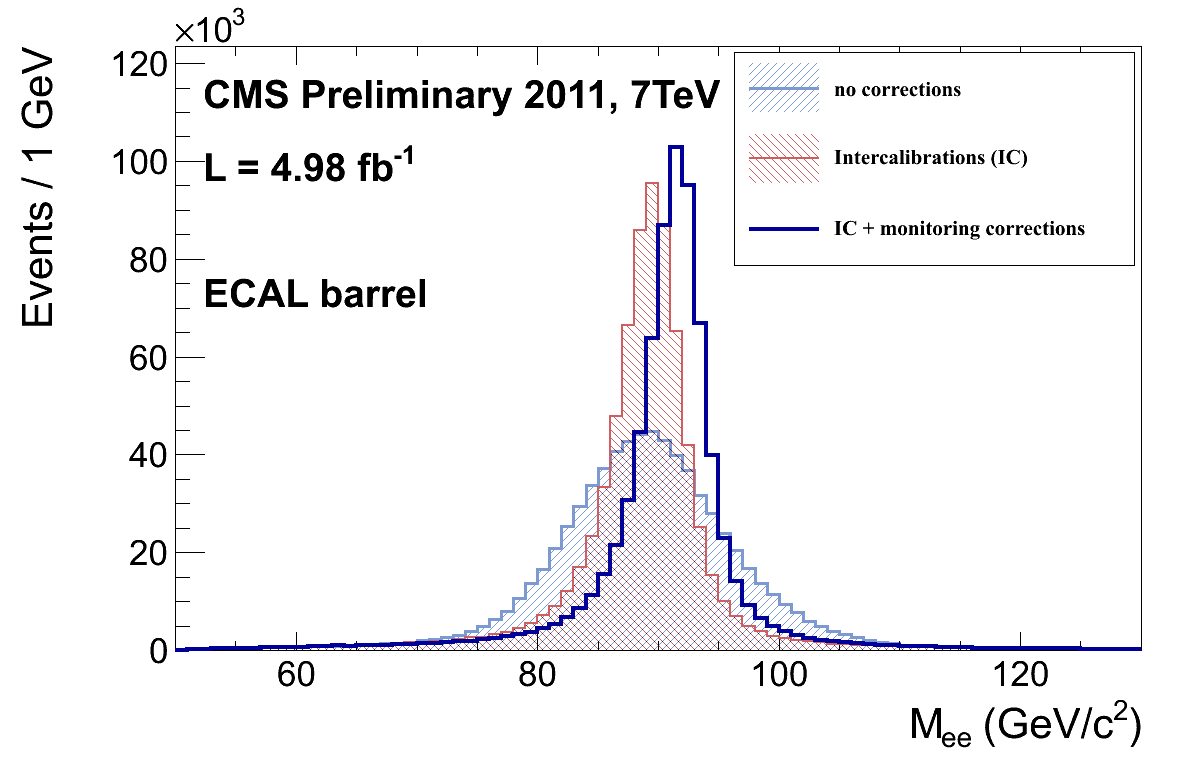 ×10³
Events / 1 GeV
120
100
80
60
40
20
0
CMS Preliminary 2011, 7TeV
L = 4.98 fb⁻¹
ECAL barrel
no corrections
Intercalibrations (IC)
IC + monitoring corrections
60 80 100 120
Mₑₑ (GeV/c²)